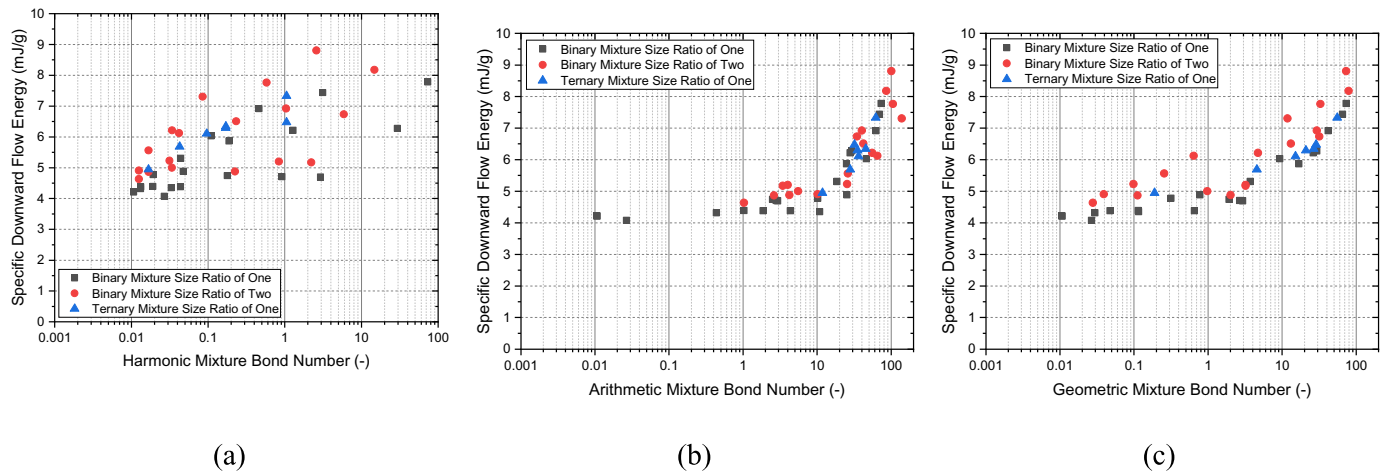 10
9
8
7
6
5
4
3
2
1
0
Specific Downward Flow Energy (mJ/g)
Binary Mixture Size Ratio of One
Binary Mixture Size Ratio of Two
Ternary Mixture Size Ratio of One
0.001 0.01 0.1 1 10 100
Harmonic Mixture Bond Number (-)
(a)
10
9
8
7
6
5
4
3
2
1
0
Specific Downward Flow Energy (mJ/g)
Binary Mixture Size Ratio of One
Binary Mixture Size Ratio of Two
Ternary Mixture Size Ratio of One
0.001 0.01 0.1 1 10 100
Arithmetic Mixture Bond Number (-)
(b)
10
9
8
7
6
5
4
3
2
1
0
Specific Downward Flow Energy (mJ/g)
Binary Mixture Size Ratio of One
Binary Mixture Size Ratio of Two
Ternary Mixture Size Ratio of One
0.001 0.01 0.1 1 10 100
Geometric Mixture Bond Number (-)
(c)